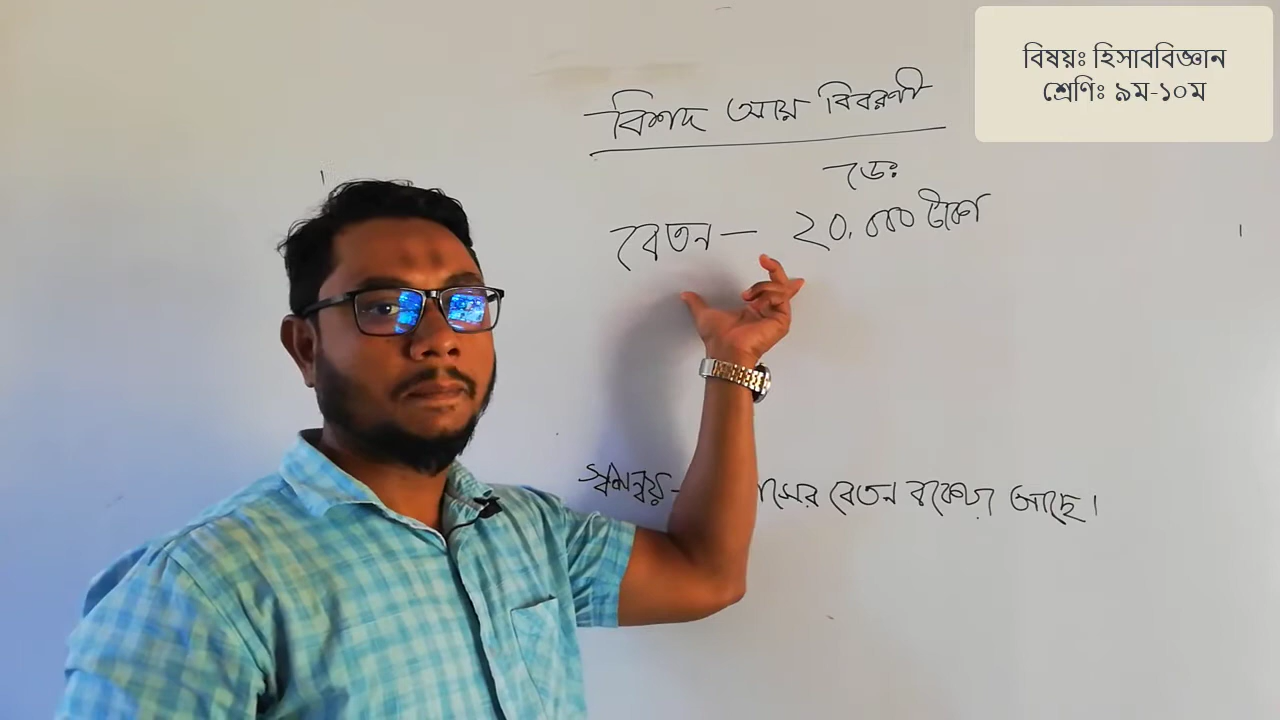 বিষয়ঃ হিসাববিজ্ঞান
শ্রেণিঃ ৯ম-১০ম
বিশদ আয় বিবরণী
ডেঃ
বেতন — ২০,০০০ টাকা
সমন্বয় - মাসের বেতন বকেয়া আছে।